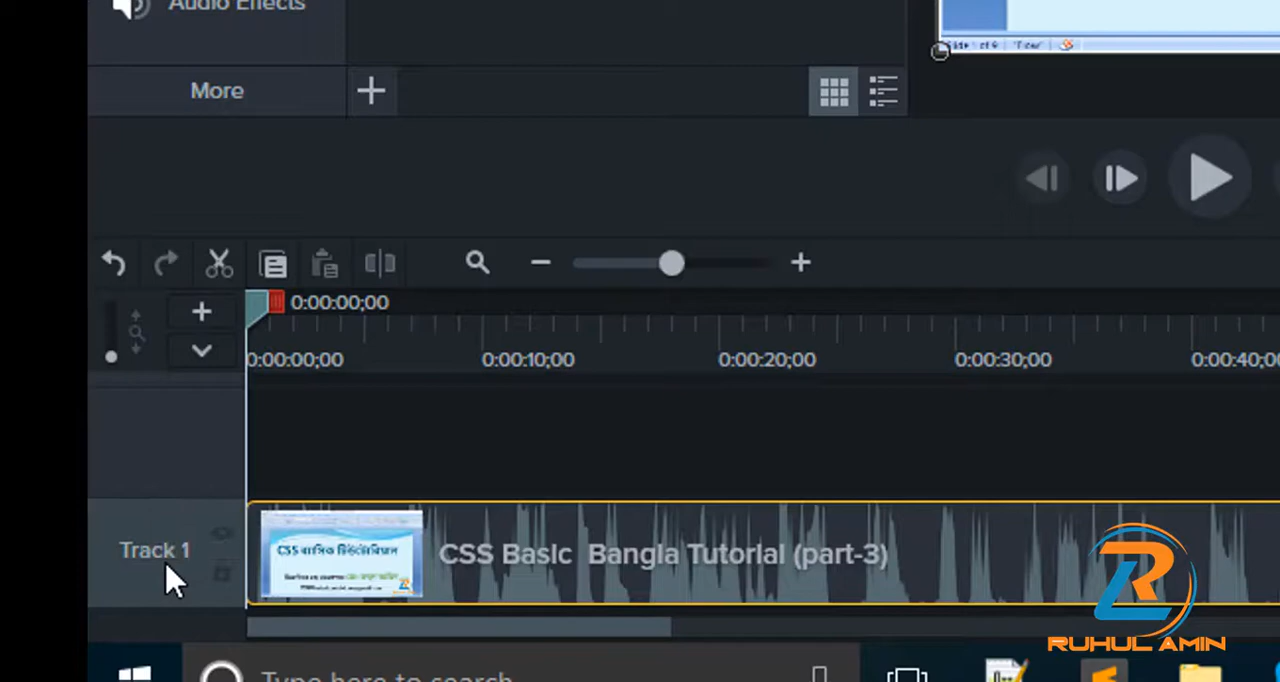 Audio Effects
More
0:00:00;00
0:00:00;00 0:00:10;00 0:00:20;00 0:00:30;00 0:00:40;00
Track 1
CSS বাসিক টিউটোরিয়াল
CSS Basic Bangla Tutorial (part-3)
RUHUL AMIN
Type here to search